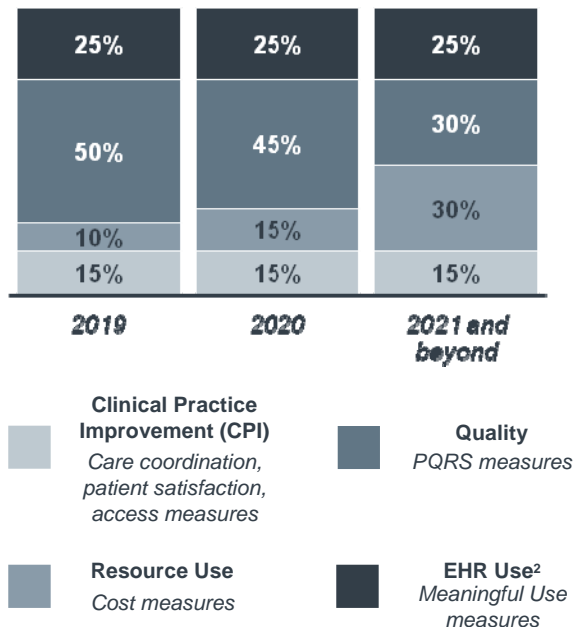 25% 25% 25%
50% 45% 30%
10% 15% 30%
15% 15% 15%
2019 2020 2021 and
beyond
Clinical Practice
Improvement (CPI)
Care coordination,
patient satisfaction,
access measures
Quality
PQRS measures
Resource Use
Cost measures
EHR Use²
Meaningful Use
measures